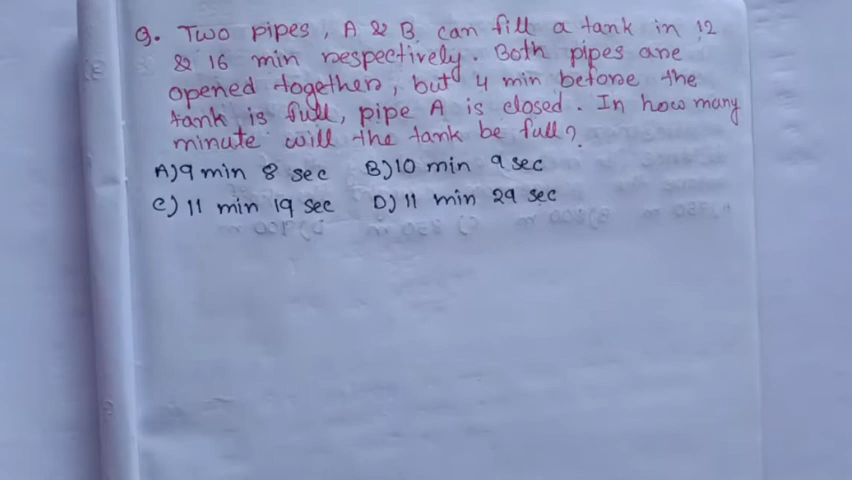 Q. Two pipes, A & B can fill a tank in 12
& 16 min respectively. Both pipes are
opened together, but 4 min before the
tank is full, pipe A is closed. In how many
minute will the tank be full?
A) 9 min 8 sec B) 10 min 9 sec
C) 11 min 19 sec D) 11 min 29 sec